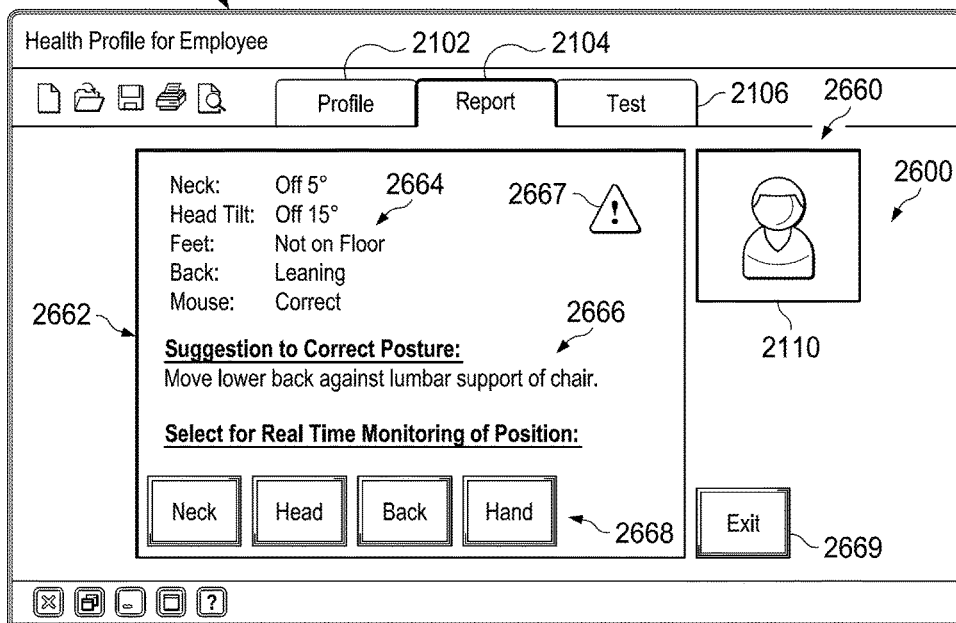 Health Profile for Employee
2102
2104
Profile
Report
Test
2106
2660
2600
Neck: Off 5°
Head Tilt: Off 15°
Feet: Not on Floor
Back: Leaning
Mouse: Correct
2664
2667
!
2662
2666
2110
Suggestion to Correct Posture:
Move lower back against lumbar support of chair.
Select for Real Time Monitoring of Position:
Neck
Head
Back
Hand
2668
Exit
2669
?